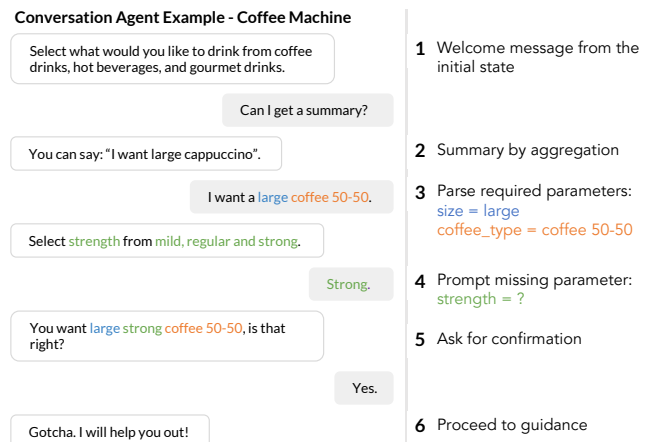 Conversation Agent Example - Coffee Machine
Select what would you like to drink from coffee
drinks, hot beverages, and gourmet drinks.
1 Welcome message from the
initial state
Can I get a summary?
You can say: “I want large cappuccino”.
2 Summary by aggregation
I want a large coffee 50-50.
3 Parse required parameters:
size = large
coffee_type = coffee 50-50
Select strength from mild, regular and strong.
Strong.
4 Prompt missing parameter:
strength = ?
You want large strong coffee 50-50, is that
right?
5 Ask for confirmation
Yes.
Gotcha. I will help you out!
6 Proceed to guidance